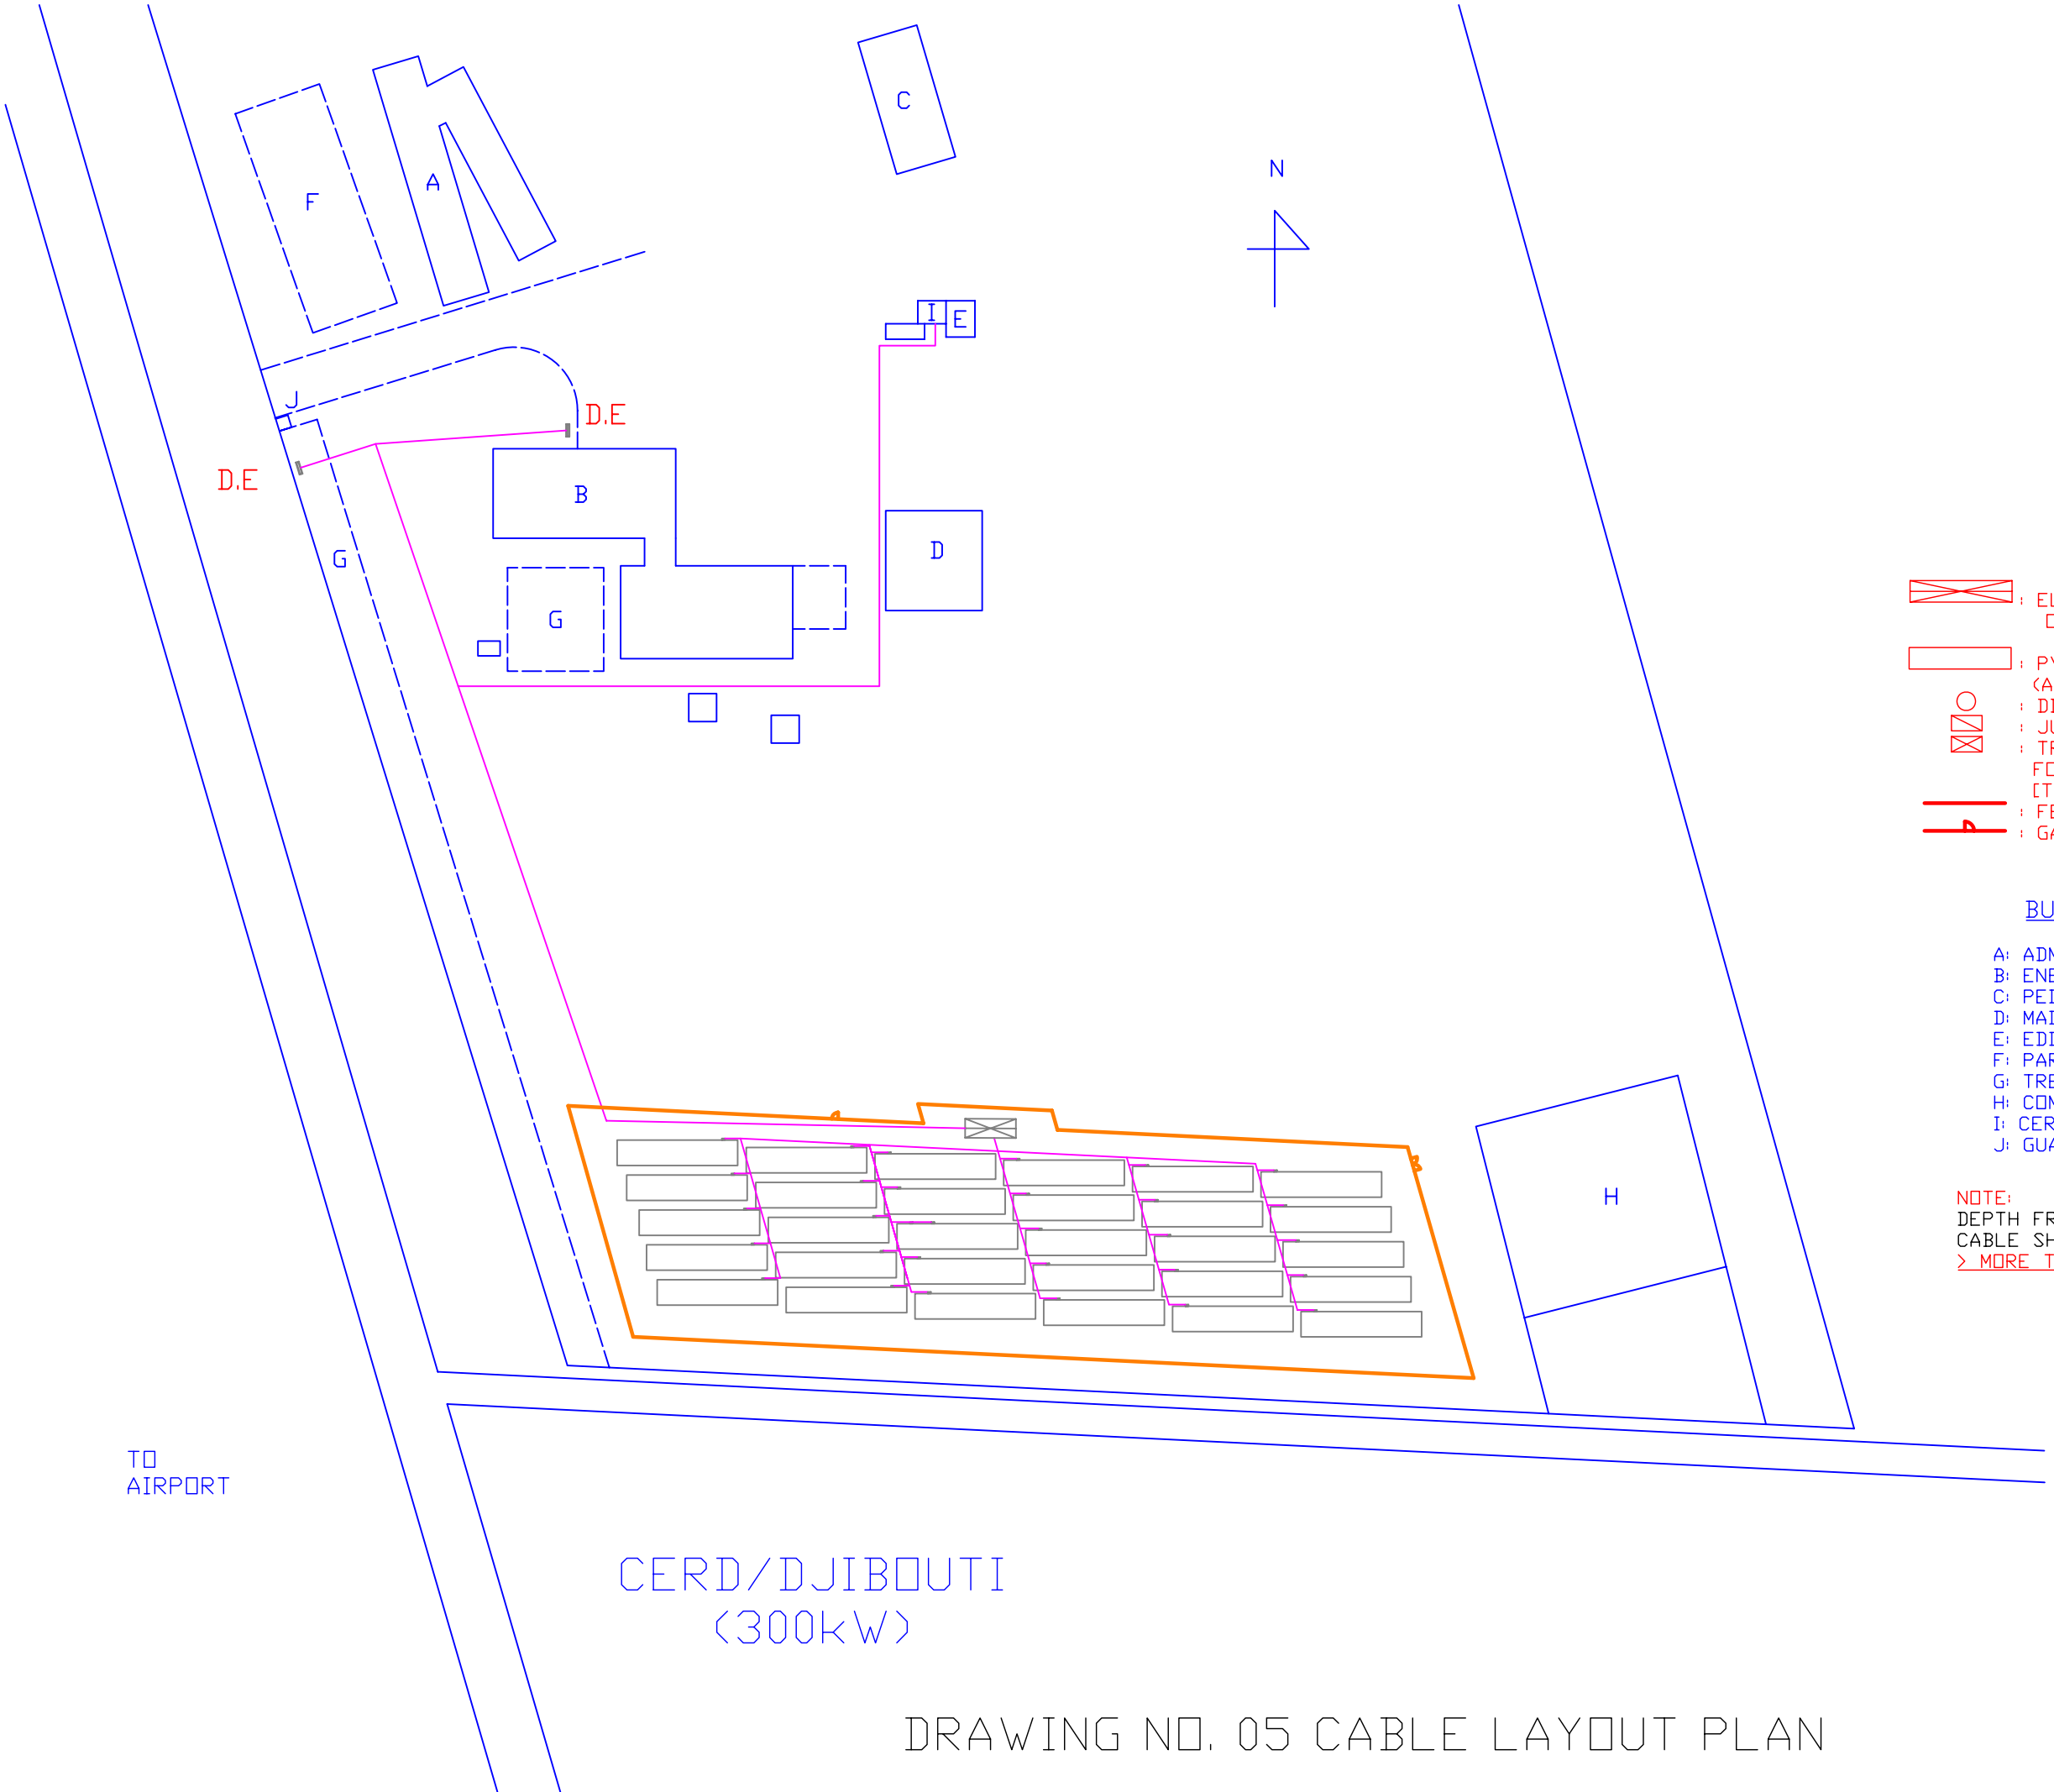 C
N
A
F
I
E
J
D.E
D.E
B
G
D
G
H
BU
A: ADM
B: ENE
C: PEI
D: MAI
E: EDI
F: PAR
G: TRE
H: CON
I: CER
J: GUA
NOTE:
DEPTH FR
CABLE SH
> MORE T
TO
AIRPORT
CERD/DJIBOUTI
(300kW)
DRAWING NO. 05 CABLE LAYOUT PLAN